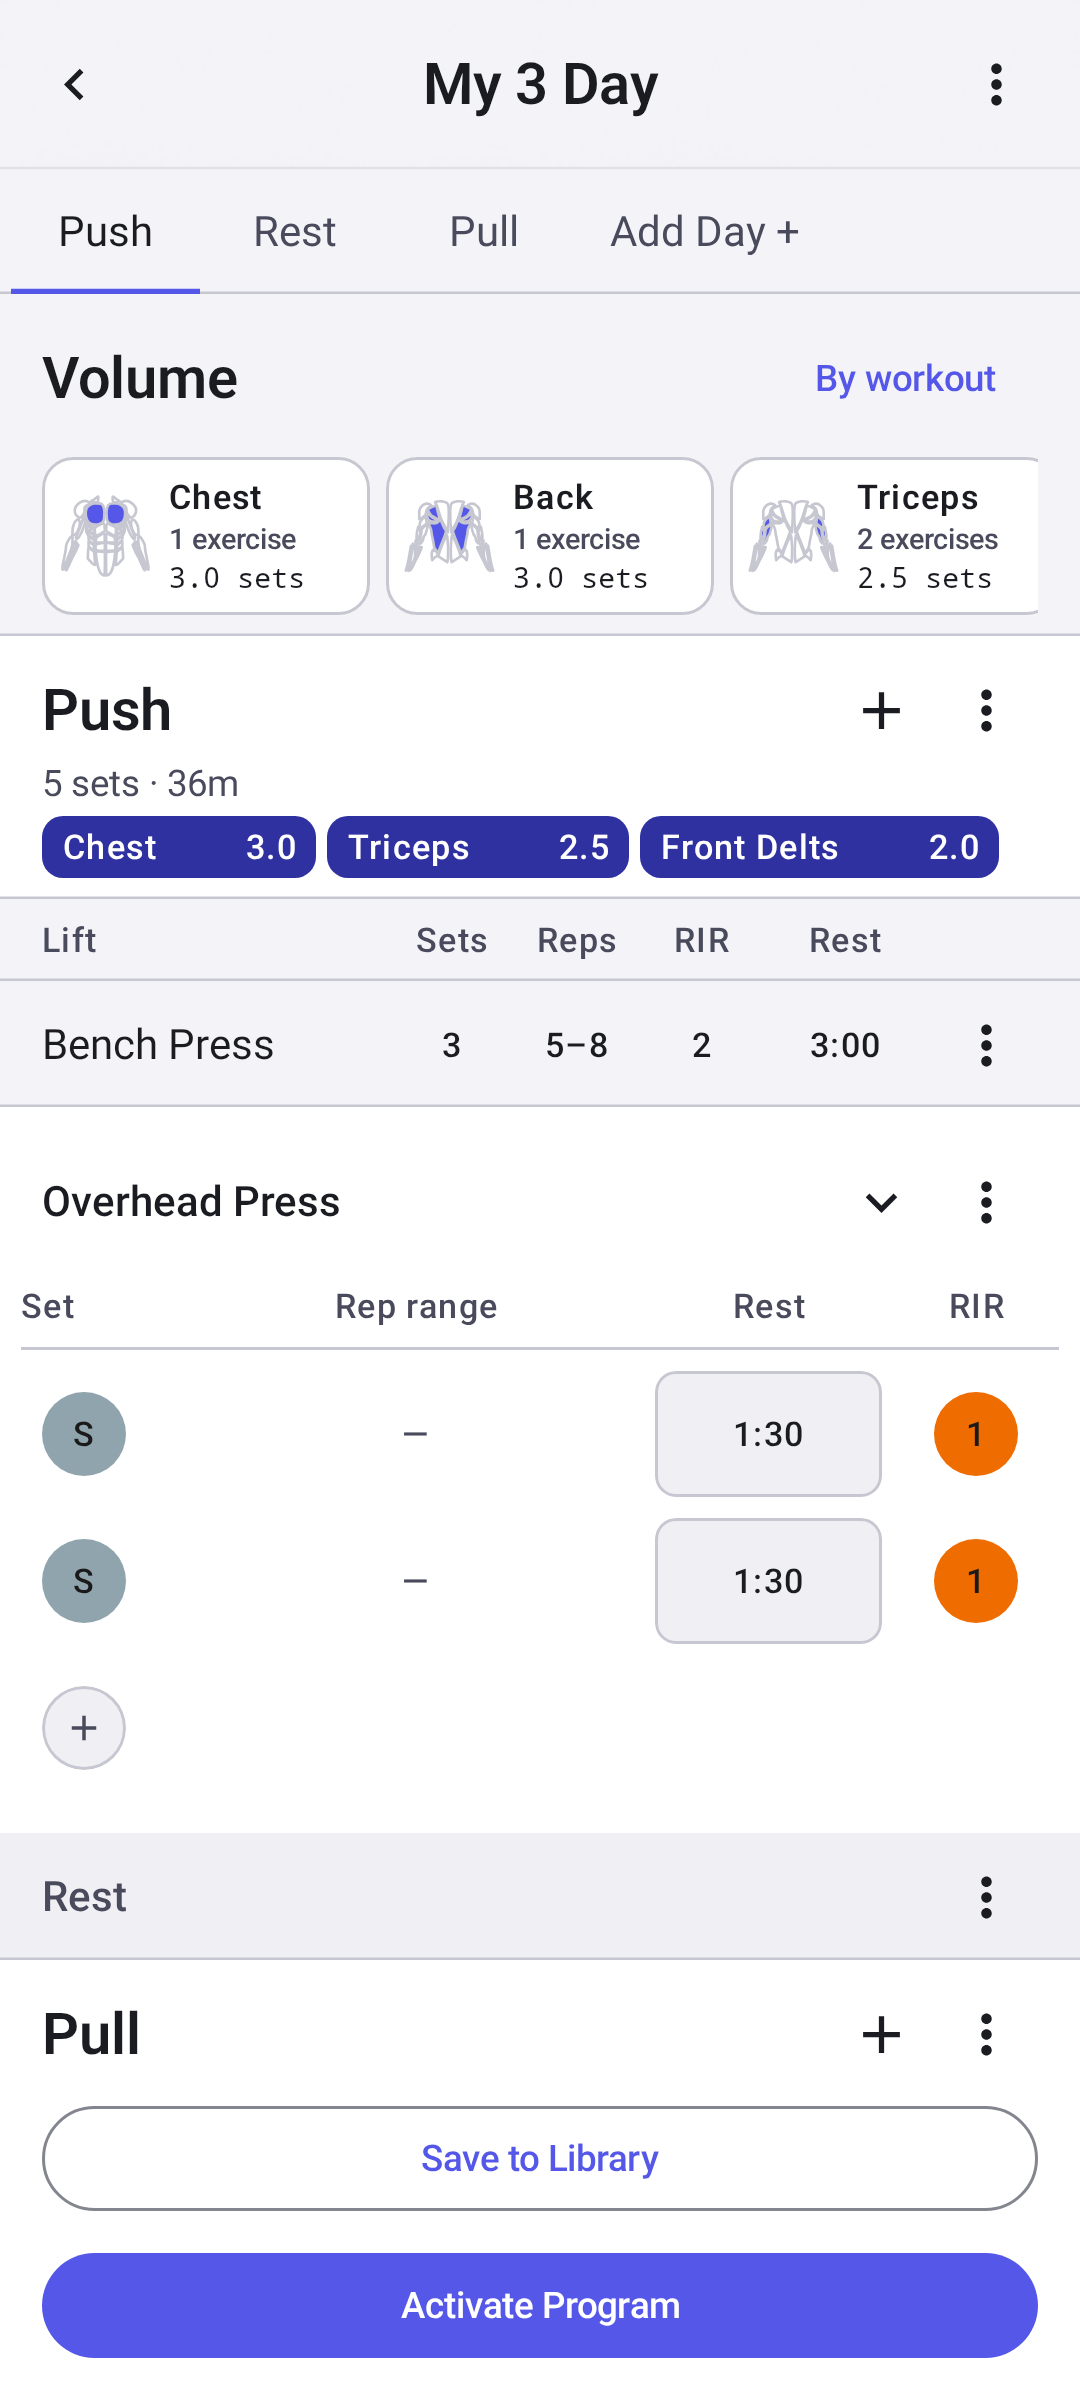 My 3 Day
Push Rest Pull Add Day +
Volume By workout
Chest
1 exercise
3.0 sets
Back
1 exercise
3.0 sets
Triceps
2 exercises
2.5 sets
Push
5 sets · 36m
Chest 3.0 Triceps 2.5 Front Delts 2.0
Lift Sets Reps RIR Rest
Bench Press 3 5–8 2 3:00
Overhead Press
Set Rep range Rest RIR
S – 1:30 1
S – 1:30 1
+
Rest
Pull
Save to Library
Activate Program